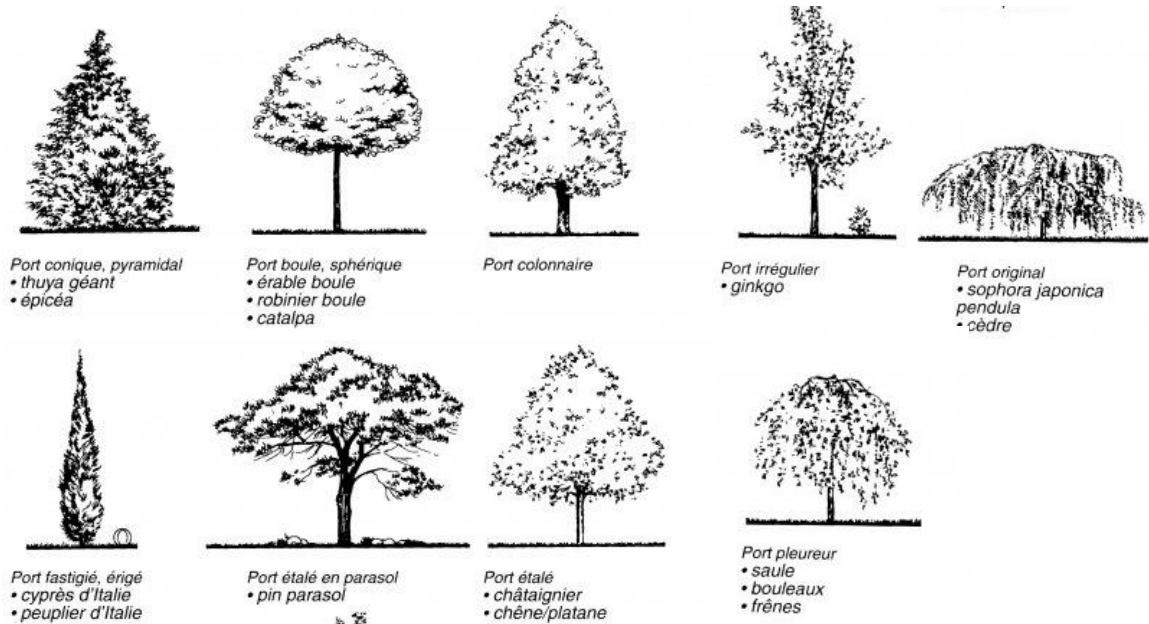 Port conique, pyramidal
• thuya géant
• épicéa
Port boule, sphérique
• érable boule
• robinier boule
• catalpa
Port colonnaire
Port irrégulier
• ginkgo
Port original
• sophora japonica
pendula
• cèdre
Port fastigié, érigé
• cyprès d'Italie
• peuplier d'Italie
Port étalé en parasol
• pin parasol
Port étalé
• châtaignier
• chêne/platane
Port pleureur
• saule
• bouleaux
• frênes